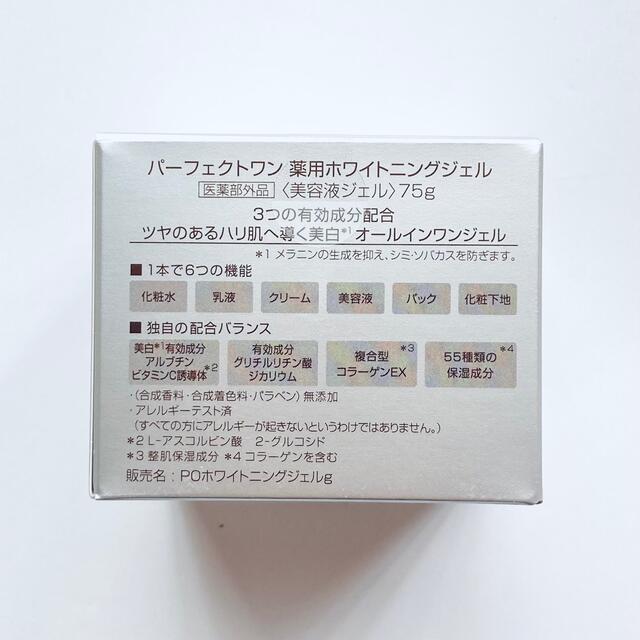 パーフェクトワン 薬用ホワイトニングジェル
医薬部外品 〈美容液ジェル〉75g
3つの有効成分配合
ツヤのあるハリ肌へ導く美白*1オールインワンジェル
*1 メラニンの生成を抑え、シミ・ソバカスを防ぎます。
■ 1本で6つの機能
化粧水 乳液 クリーム 美容液 パック 化粧下地
■ 独自の配合バランス
美白*1有効成分
アルブチン
ビタミンC誘導体*2
有効成分
グリチルリチン酸
ジカリウム
複合型*3
コラーゲンEX
55種類の*4
保湿成分
・(合成香料・合成着色料・パラベン)無添加
・アレルギーテスト済
(すべての方にアレルギーが起きないというわけではありません。)
*2 L-アスコルビン酸 2-グルコシド
*3 整肌保湿成分 *4 コラーゲンを含む
販売名:POホワイトニングジェルg